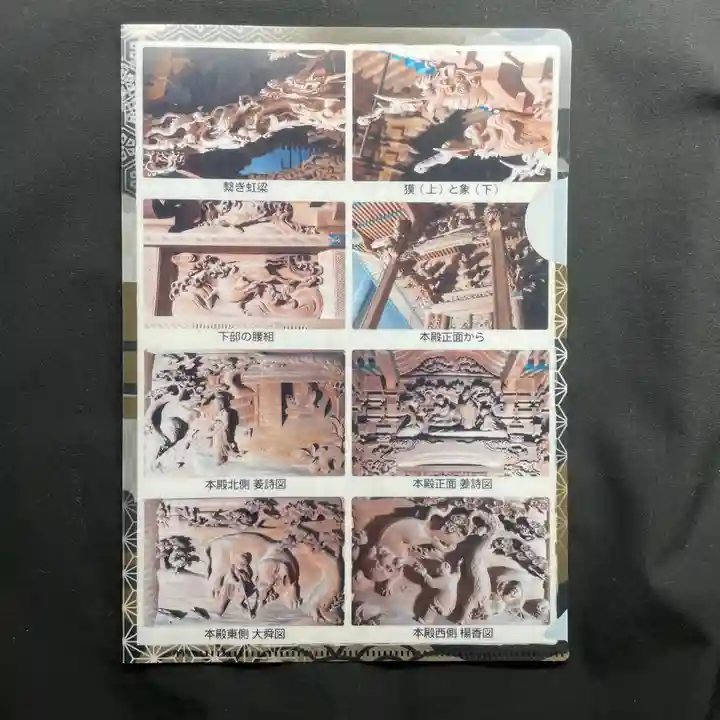 繋ぎ虹梁
獏（上）と象（下）
下部の腰組
本殿正面から
本殿北側 姜詩図
本殿正面 姜詩図
本殿東側 大舜図
本殿西側 楊香図